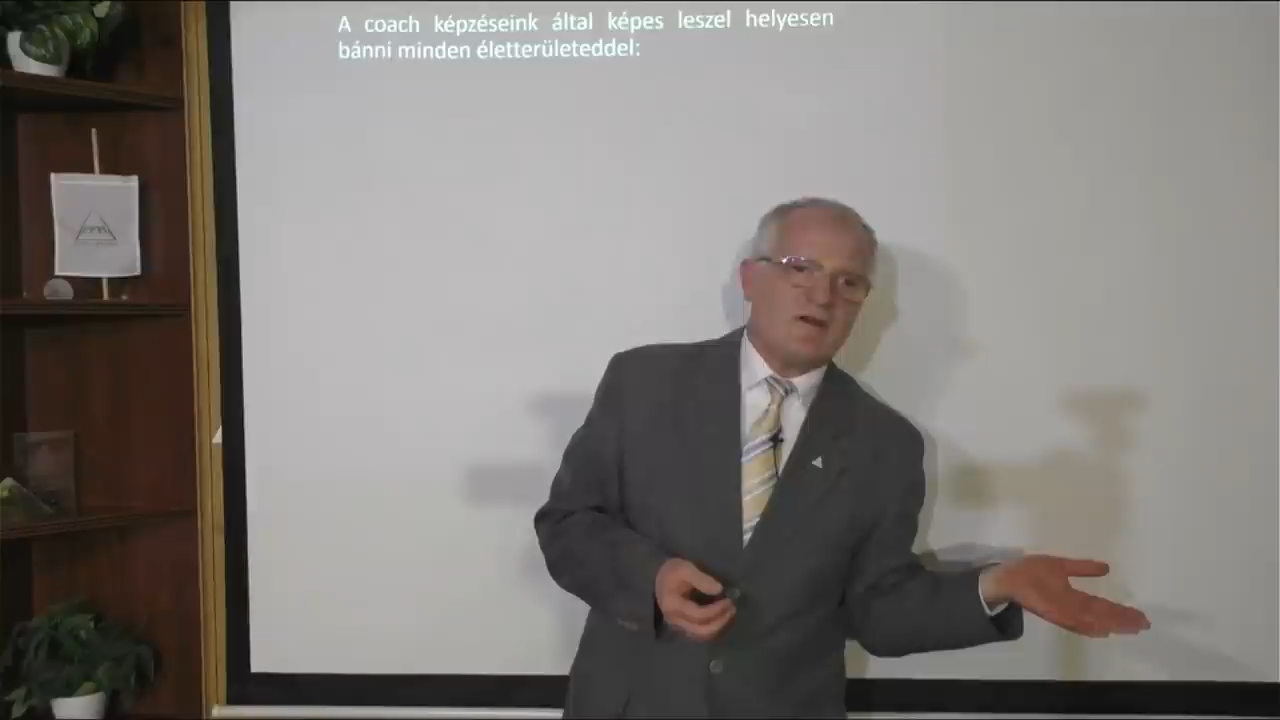 A coach képzéseink által képes leszel helyesen
bánni minden életterületeddel: